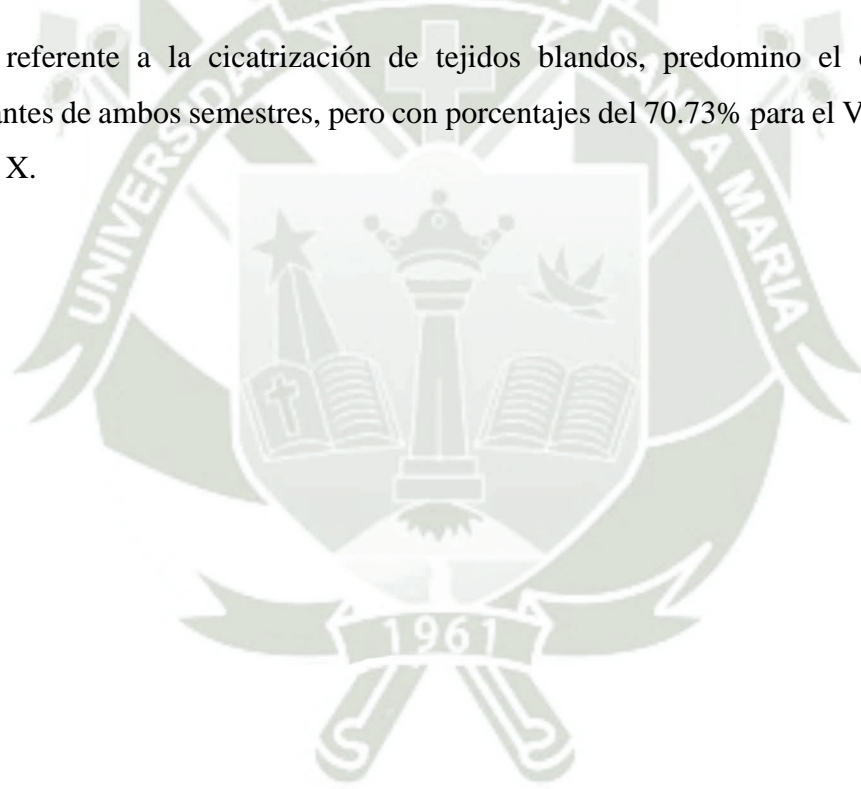 referente a la cicatrización de tejidos blandos, predomino el
antes de ambos semestres, pero con porcentajes del 70.73% para el V
X.
UNIVERSIDAD
SANTA MARIA
1961